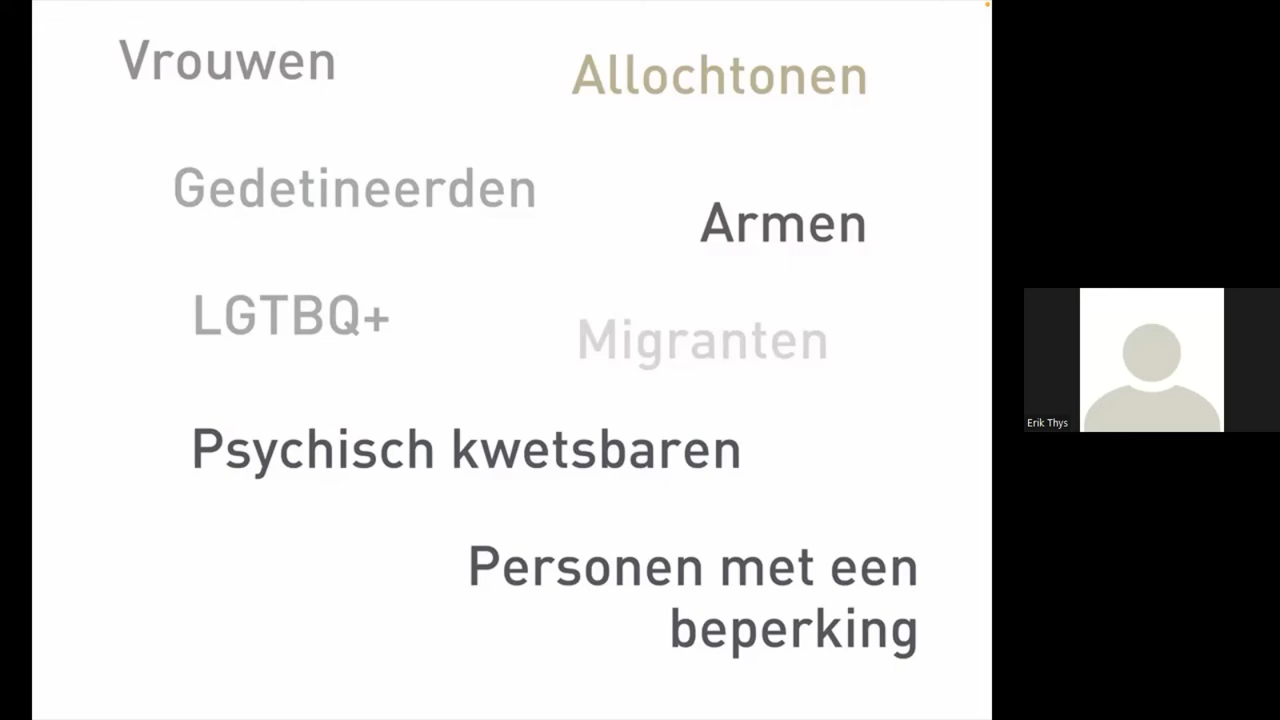 Vrouwen
Allochtonen
Gedetineerden
Armen
LGTBQ+
Migranten
Psychisch kwetsbaren
Personen met een
beperking
Erik Thys